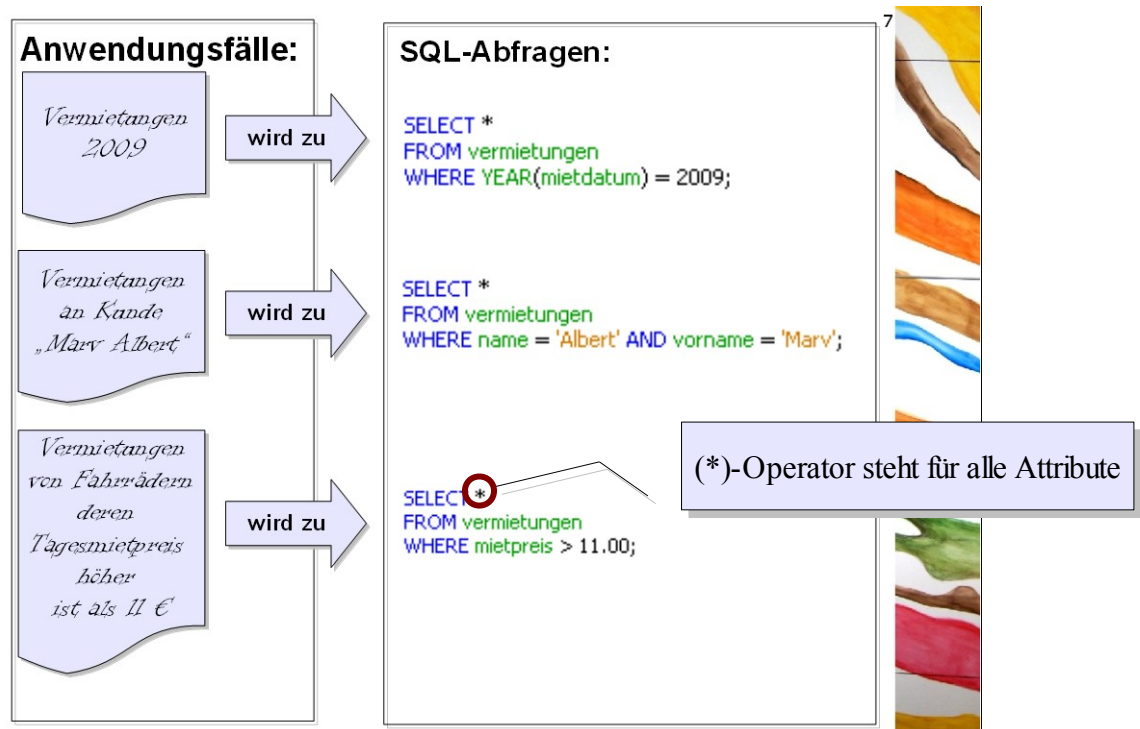 7
Anwendungsfälle:
Vermietungen
2009
wird zu
Vermietungen
an Kunde
„Marv Albert“
wird zu
Vermietungen
von Fahrrädern
deren
Tagesmietpreis
höher
ist als 11 €
wird zu
SQL-Abfragen:
SELECT *
FROM vermietungen
WHERE YEAR(mietdatum) = 2009;
SELECT *
FROM vermietungen
WHERE name = 'Albert' AND vorname = 'Marv';
SELECT *
FROM vermietungen
WHERE mietpreis > 11.00;
(*)-Operator steht für alle Attribute